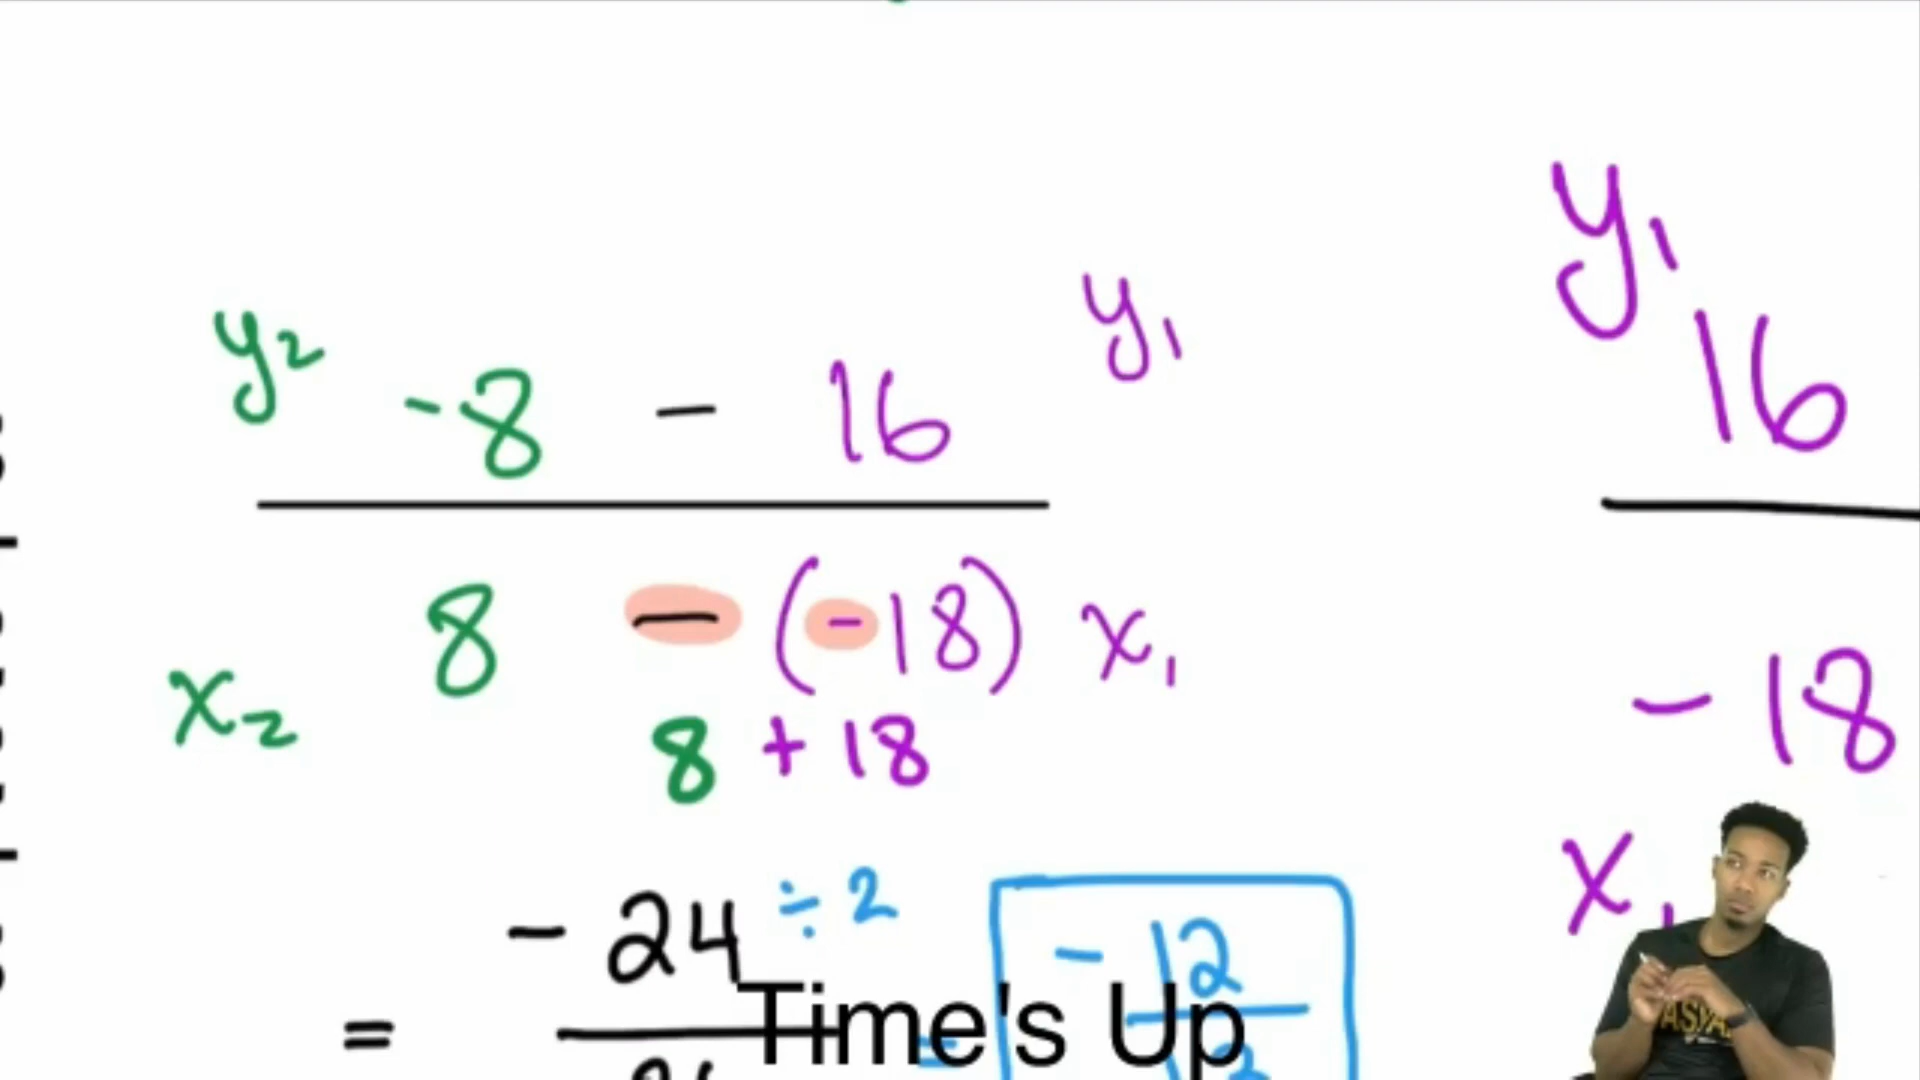 y₁
y₂ -8 - 16 y₁
16
8 - (-18) x₁
x₂
-18
8 + 18
x₁
-24 ÷ 2
- 12
=
Time's Up